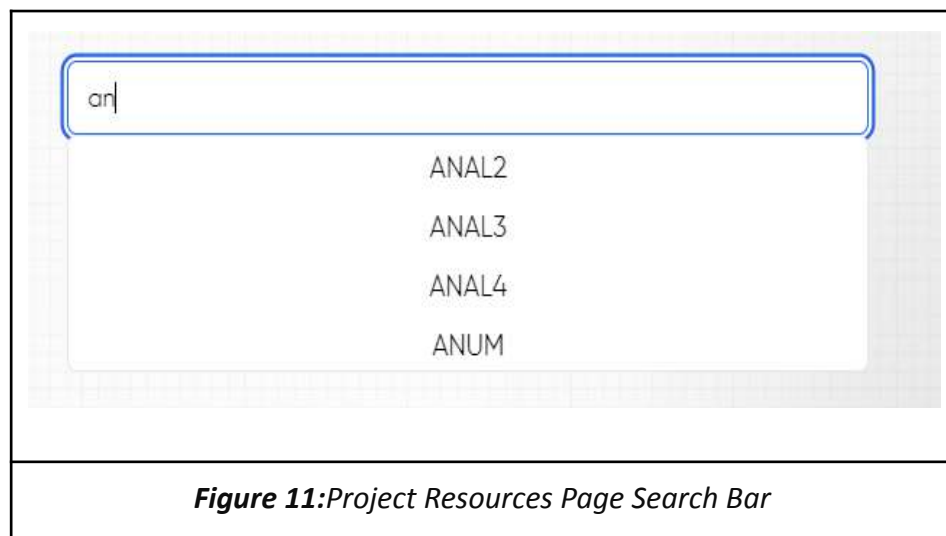 an
ANAL2
ANAL3
ANAL4
ANUM
Figure 11:Project Resources Page Search Bar